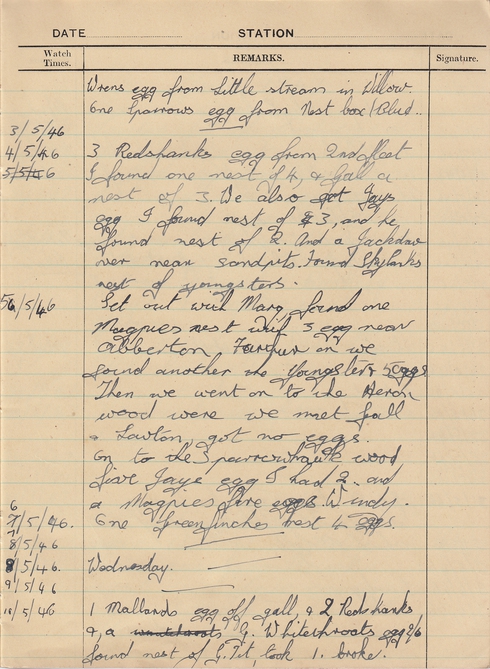 DATE STATION
Watch Times. REMARKS. Signature.
Wrens egg from little stream in Willow.
One Sparrows egg from Nest box/
3/5/46
4/5/46 3 Redshanks egg from 2nd fleet
5/5/46 I found one nest of 4, & Gall a
nest of 3. We also got Jays
egg I found nest of 3, and he
found nest of 2. And a Jackdaw
over near sandpits. Found Skylarks
nest of youngsters.
6/5/46 Set out with Marg found one
Magpies nest with 3 egg near
Abberton Further on we
found another one Youngsters 5 eggs
Then we went on to the Heron
wood were we met Gall
& Lawton, got no eggs.
On to the Sparrowhawk wood
five Jays egg I had 2. and
a Magpies five eggs. Windy.
6
7/5/46. One Greenfinches nest 4 eggs.
8/5/46
8/5/46. Wednesday.
9/5/46
10/5/46 1 Mallards egg off gall, & 2 Redshanks
&, a G. Whitethroats egg 2/6
found nest of G. Tit, took 1. broke.